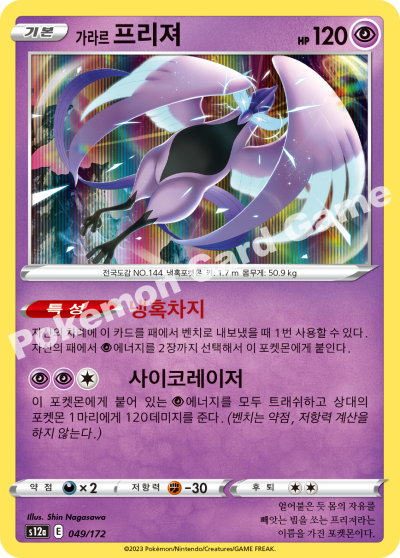 기본 가라르 프리져 HP 120
전국도감 NO.144 냉혹포켓몬 키: 1.7 m 몸무게: 50.9 kg
특성 냉혹차지
자신의 차례에 이 카드를 패에서 벤치로 내보냈을 때 1번 사용할 수 있다.
자신의 패에서 에너지를 2장까지 선택해서 이 포켓몬에게 붙인다.
사이코레이저
이 포켓몬에게 붙어 있는 에너지를 모두 트래쉬하고 상대의
포켓몬 1마리에게 120데미지를 준다. (벤치는 약점, 저항력 계산을
하지 않는다.)
약점 ×2 저항력 -30 후퇴
Illus. Shin Nagasawa
s12a E 049/172
얼어붙은 듯 몸의 자유를
빼앗는 빔을 쏘는 프리져라는
이름을 가진 포켓몬이다.
©2023 Pokémon/Nintendo/Creatures/GAME FREAK.
Pokémon Card Game